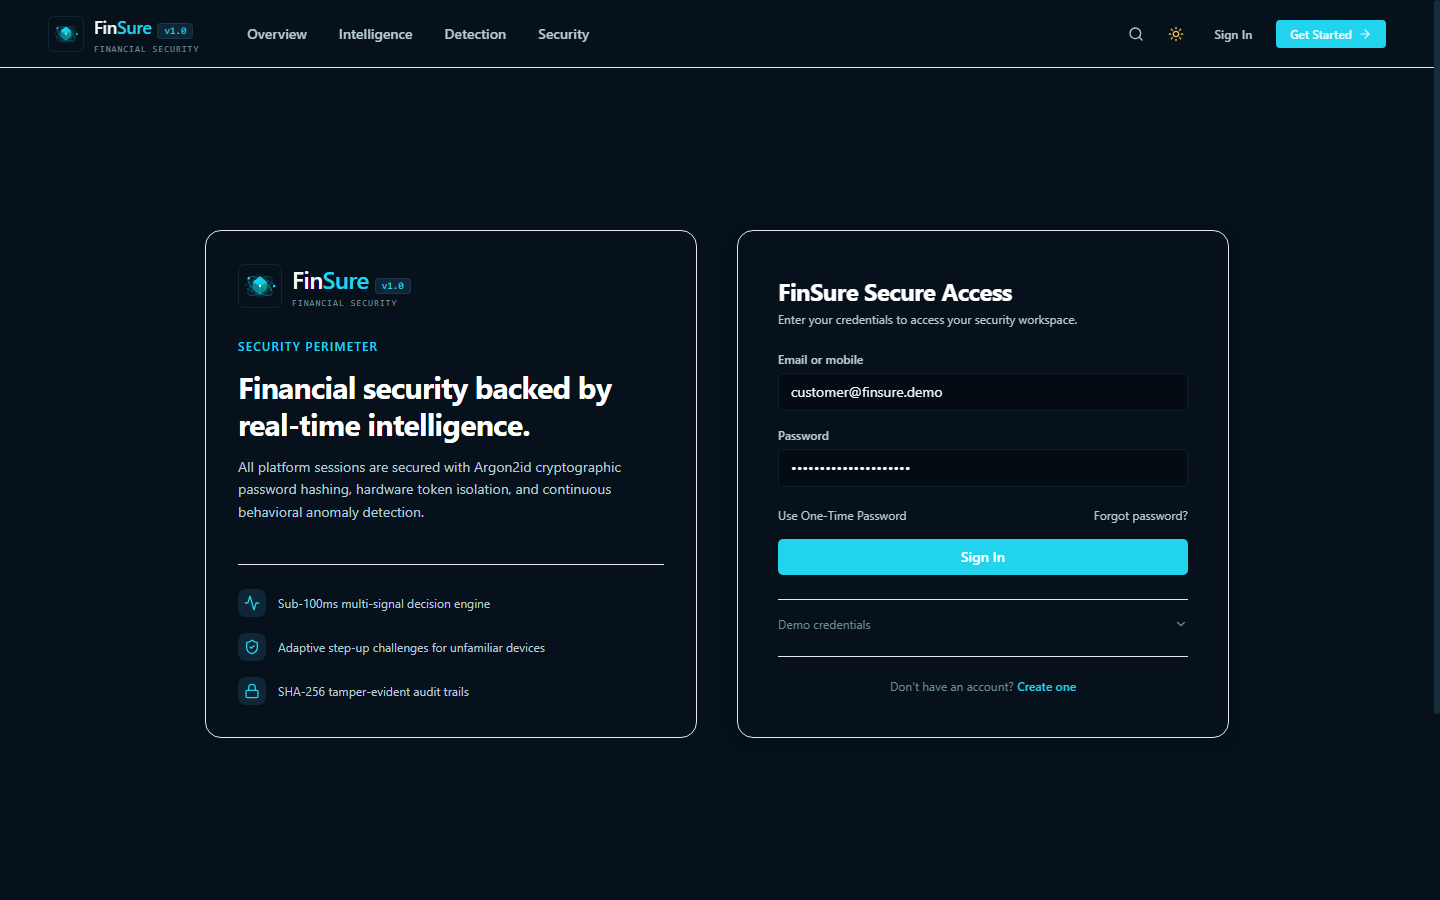 FinSure v1.0
FINANCIAL SECURITY
Overview
Intelligence
Detection
Security
Sign In
Get Started
FinSure v1.0
FINANCIAL SECURITY
SECURITY PERIMETER
Financial security backed by
real-time intelligence.
All platform sessions are secured with Argon2id cryptographic
password hashing, hardware token isolation, and continuous
behavioral anomaly detection.
Sub-100ms multi-signal decision engine
Adaptive step-up challenges for unfamiliar devices
SHA-256 tamper-evident audit trails
FinSure Secure Access
Enter your credentials to access your security workspace.
Email or mobile
customer@finsure.demo
Password
•••••••••••••••••••••
Use One-Time Password
Forgot password?
Sign In
Demo credentials
Don't have an account? Create one